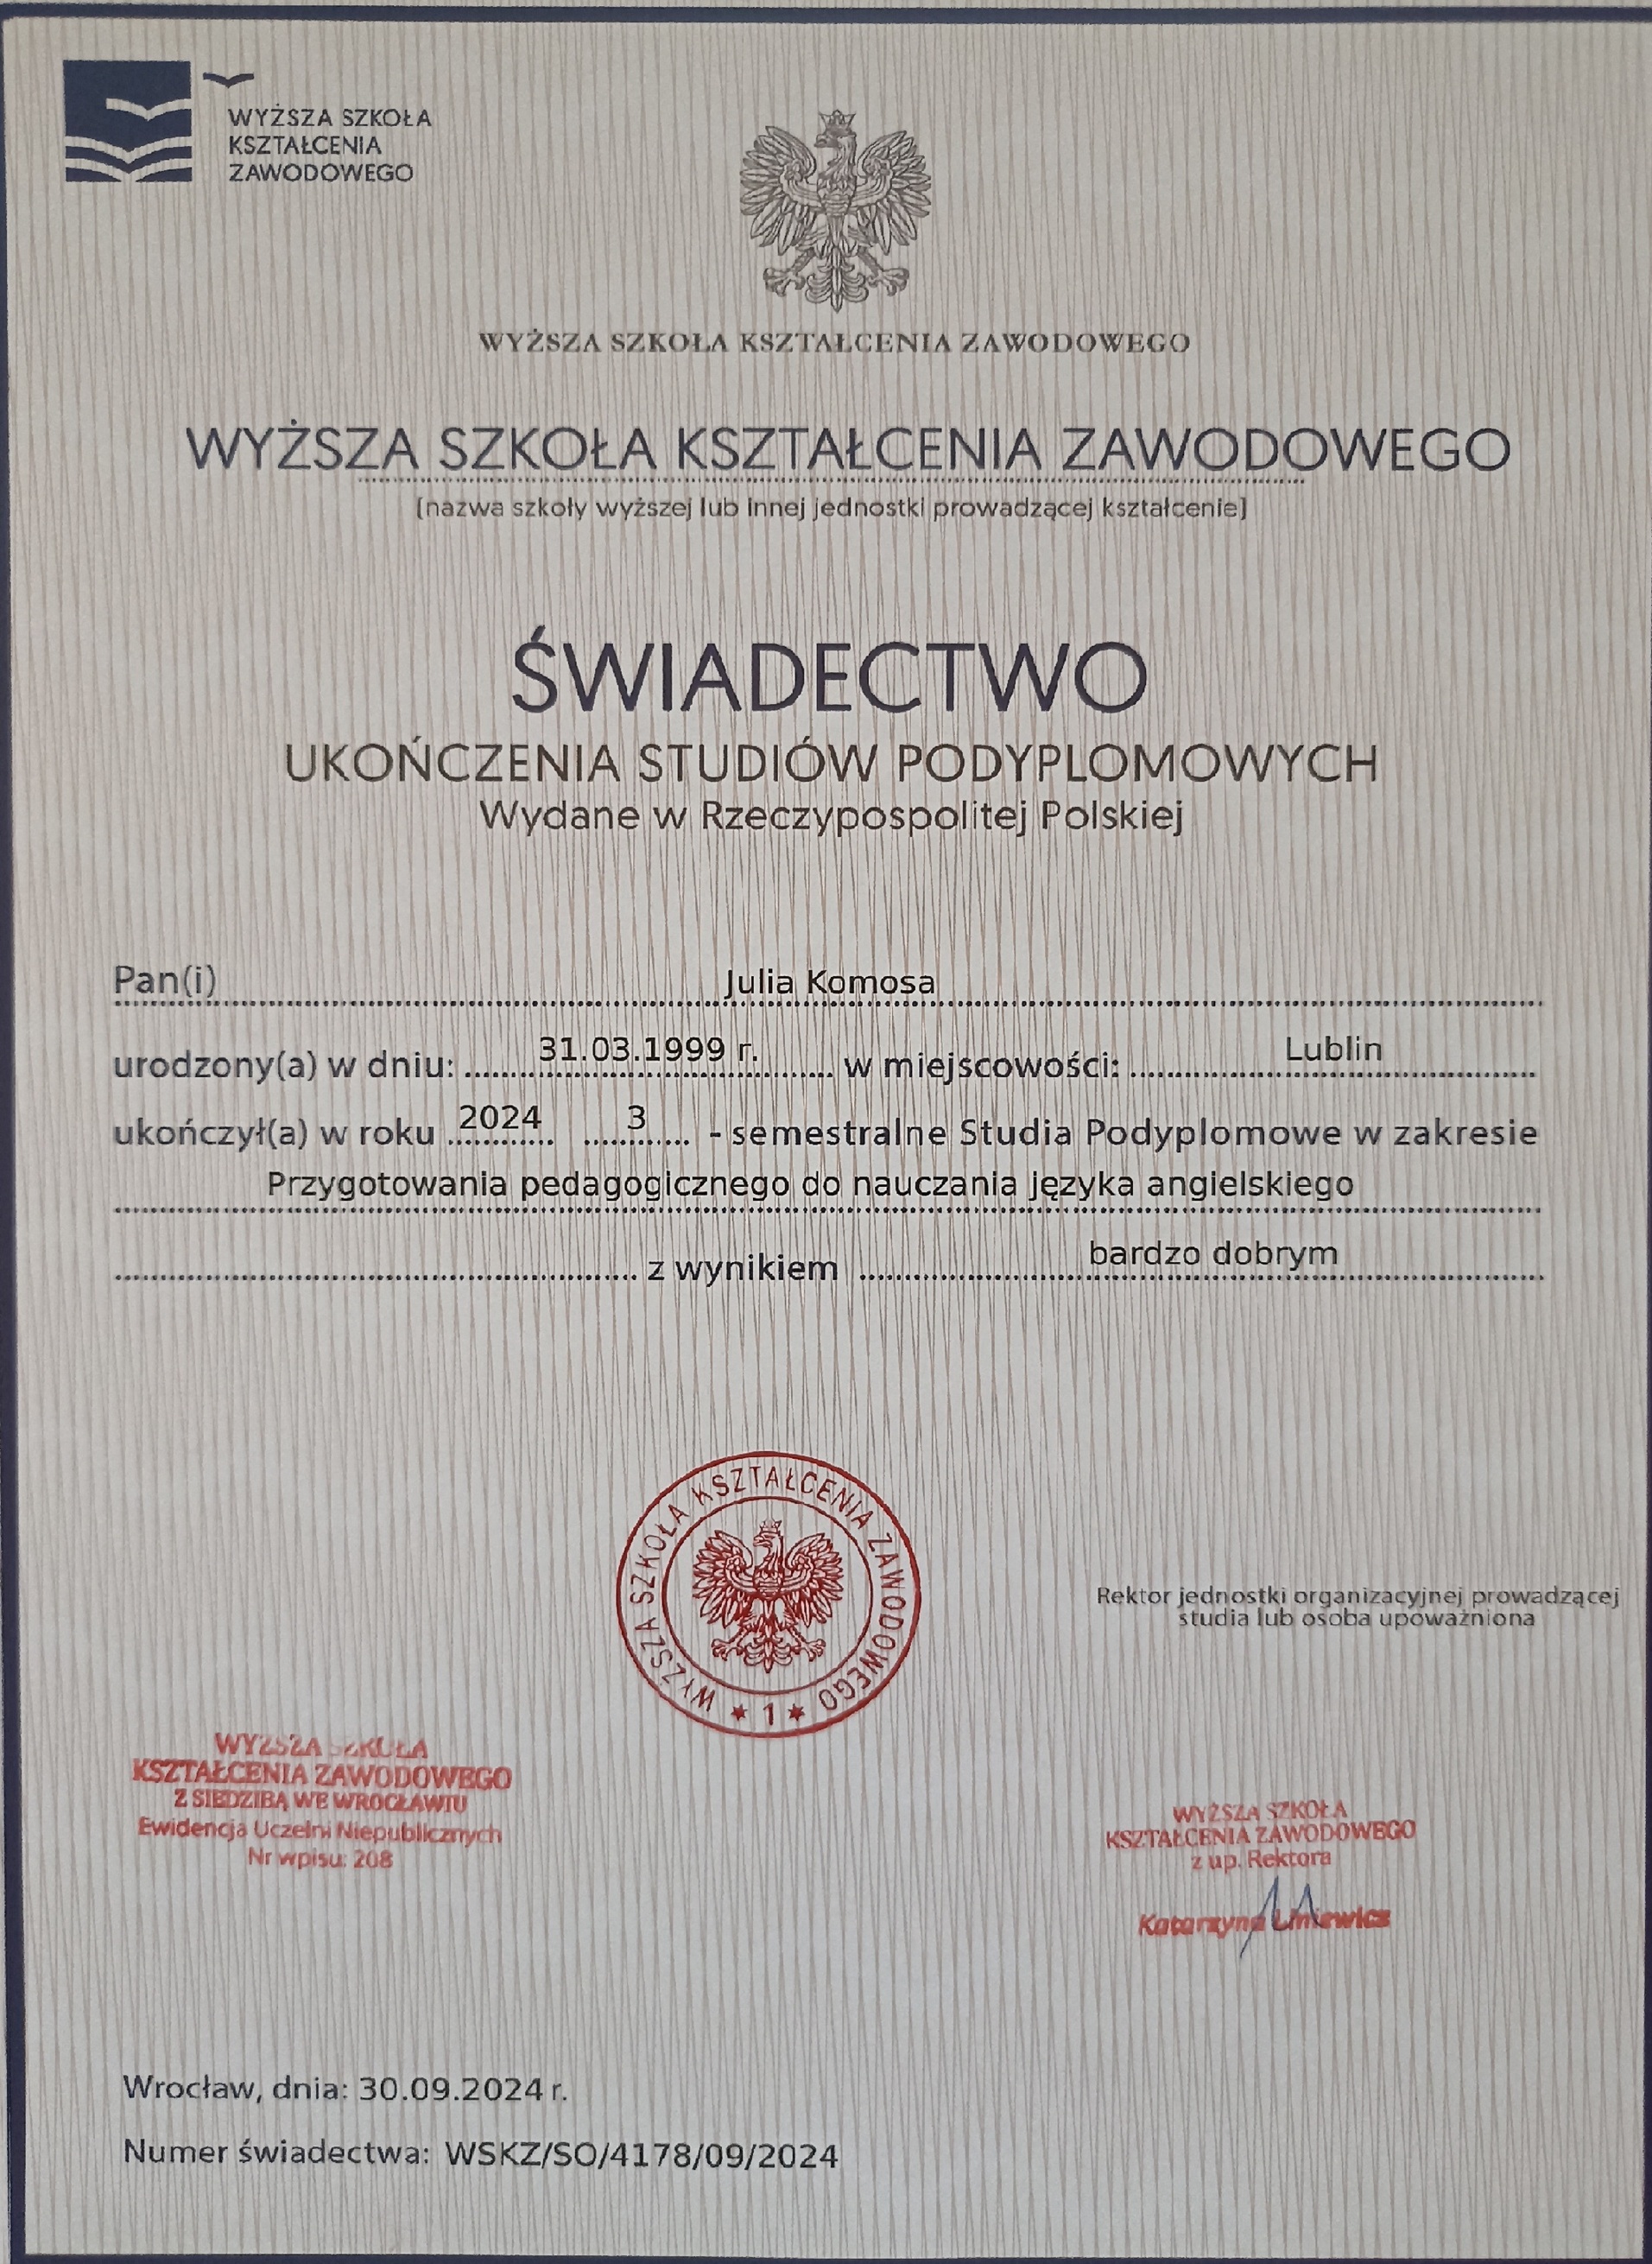 WYŻSZA SZKOŁA
KSZTAŁCENIA
ZAWODOWEGO
WYŻSZA SZKOŁA KSZTAŁCENIA ZAWODOWEGO
WYŻSZA SZKOŁA KSZTAŁCENIA ZAWODOWEGO
[nazwa szkoły wyższej lub innej jednostki prowadzącej kształcenie]
ŚWIADECTWO
UKOŃCZENIA STUDIÓW PODYPLOMOWYCH
Wydane w Rzeczypospolitej Polskiej
Pan(i) Julia Komosa
urodzony(a) w dniu: 31.03.1999 r. w miejscowości: Lublin
ukończył(a) w roku 2024 3 - semestralne Studia Podyplomowe w zakresie
Przygotowania pedagogicznego do nauczania języka angielskiego
z wynikiem bardzo dobrym
WYŻSZA SZKOŁA KSZTAŁCENIA ZAWODOWEGO * 1 *
Rektor jednostki organizacyjnej prowadzącej
studia lub osoba upoważniona
WYŻSZA SZKOŁA
KSZTAŁCENIA ZAWODOWEGO
Z SIEDZIBĄ WE WROCŁAWIU
Ewidencja Uczelni Niepublicznych
Nr wpisu: 208
WYŻSZA SZKOŁA
KSZTAŁCENIA ZAWODOWEGO
z up. Rektora
Katarzyna
Wrocław, dnia: 30.09.2024 r.
Numer świadectwa: WSKZ/SO/4178/09/2024